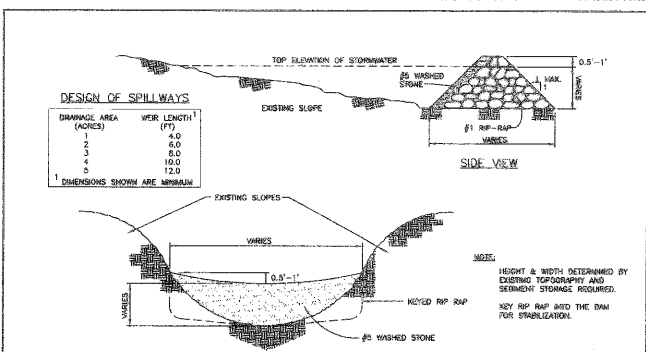 TOP ELEVATION OF STORMWATER
0.5'-1'
#5 WASHED
STONE
MAX.
1
1
VARIES
DESIGN OF SPILLWAYS
EXISTING SLOPE
DRAINAGE AREA
(ACRES)
WEIR LENGTH 1
(FT)
1 4.0
2 6.0
3 8.0
4 10.0
5 12.0
1 DIMENSIONS SHOWN ARE MINIMUM
#1 RIP-RAP
VARIES
SIDE VIEW
EXISTING SLOPES
VARIES
0.5'-1'
VARIES
KEYED RIP RAP
#5 WASHED STONE
NOTE:
HEIGHT & WIDTH DETERMINED BY
EXISTING TOPOGRAPHY AND
SEDIMENT STORAGE REQUIRED.
KEY RIP RAP INTO THE DAM
FOR STABILIZATION.